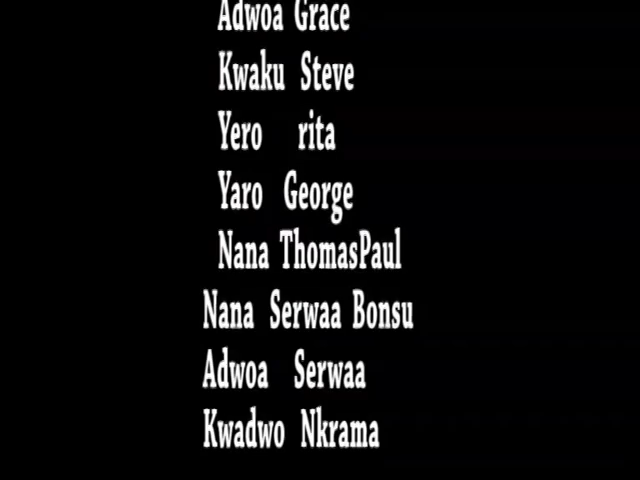 Adwoa Grace
Kwaku Steve
Yero rita
Yaro George
Nana ThomasPaul
Nana Serwaa Bonsu
Adwoa Serwaa
Kwadwo Nkrama